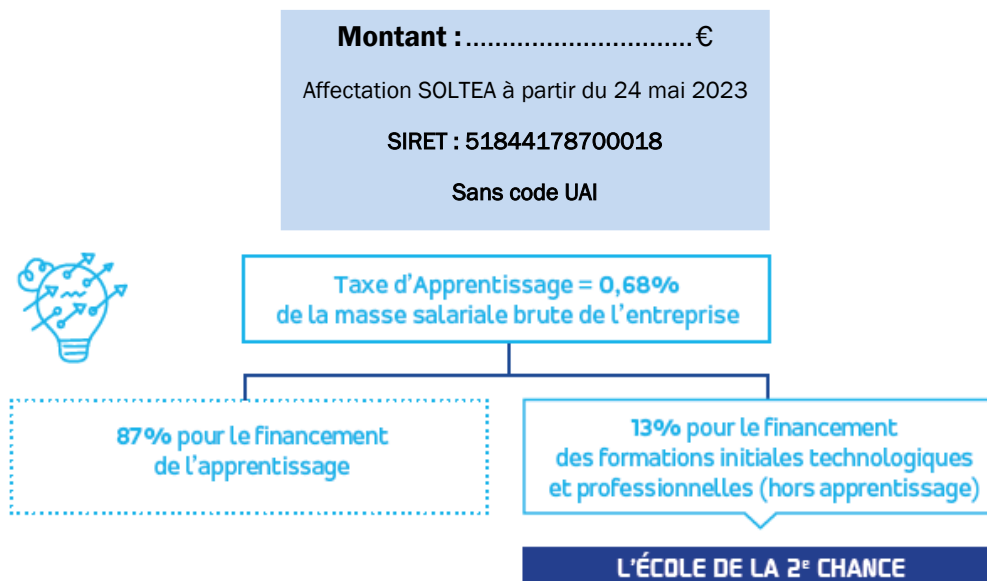 Montant :...............................€
Affectation SOLTEA à partir du 24 mai 2023
SIRET : 51844178700018
Sans code UAI
Taxe d'Apprentissage = 0,68%
de la masse salariale brute de l'entreprise
87% pour le financement
de l'apprentissage
13% pour le financement
des formations initiales technologiques
et professionnelles (hors apprentissage)
L'ÉCOLE DE LA 2e CHANCE